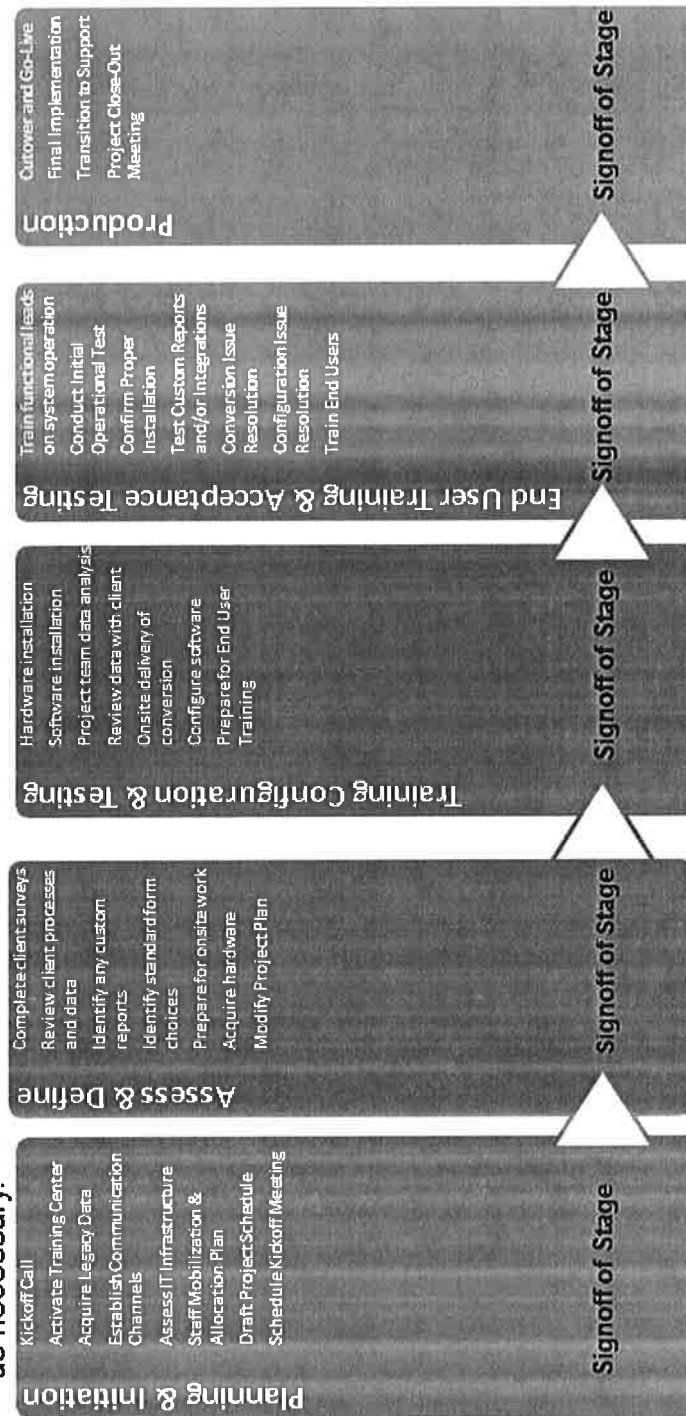 as necessary.
Planning & Initiation
Kickoff Call
Activate Training Center
Acquire Legacy Data
Establish Communication
Channels
Assess IT Infrastructure
Staff Mobilization &
Allocation Plan
Draft Project Schedule
Schedule Kickoff Meeting
Signoff of Stage
Assess & Define
Complete client surveys
Review client processes
and data
Identify any custom
reports
Identify standard form
choices
Prepare for onsite work
Acquire hardware
Modify Project Plan
Signoff of Stage
Training Configuration & Testing
Hardware installation
Software installation
Project team data analysis
Review data with client
Onsite delivery of
conversion
Configure software
Prepare for End User
Training
Signoff of Stage
End User Training & Acceptance Testing
Train functional leads
on system operation
Conduct Initial
Operational Test
Confirm Proper
Installation
Test Custom Reports
and/or Integrations
Conversion Issue
Resolution
Configuration Issue
Resolution
Train End Users
Signoff of Stage
Production
Cutover and Go-Live
Final Implementation
Transition to Support
Project Close-Out
Meeting
Signoff of Stage